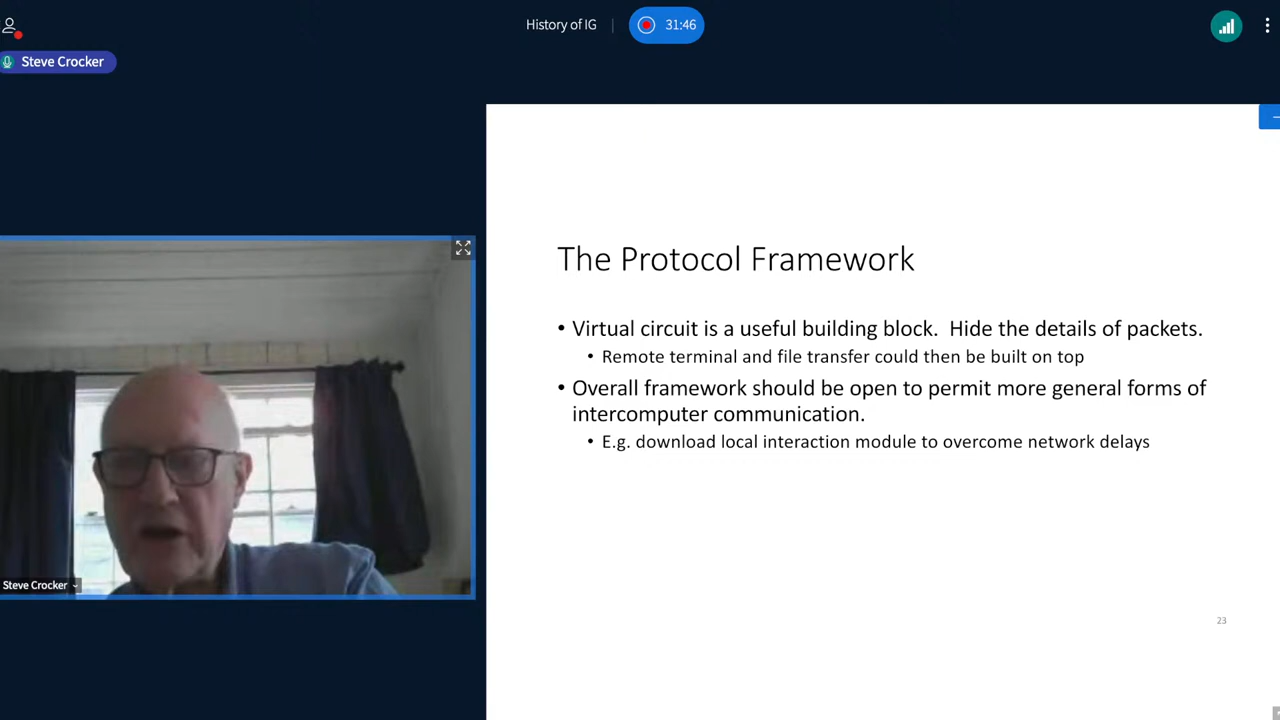 History of IG
31:46
Steve Crocker
The Protocol Framework
• Virtual circuit is a useful building block.  Hide the details of packets.
• Remote terminal and file transfer could then be built on top
• Overall framework should be open to permit more general forms of
intercomputer communication.
• E.g. download local interaction module to overcome network delays
Steve Crocker
23